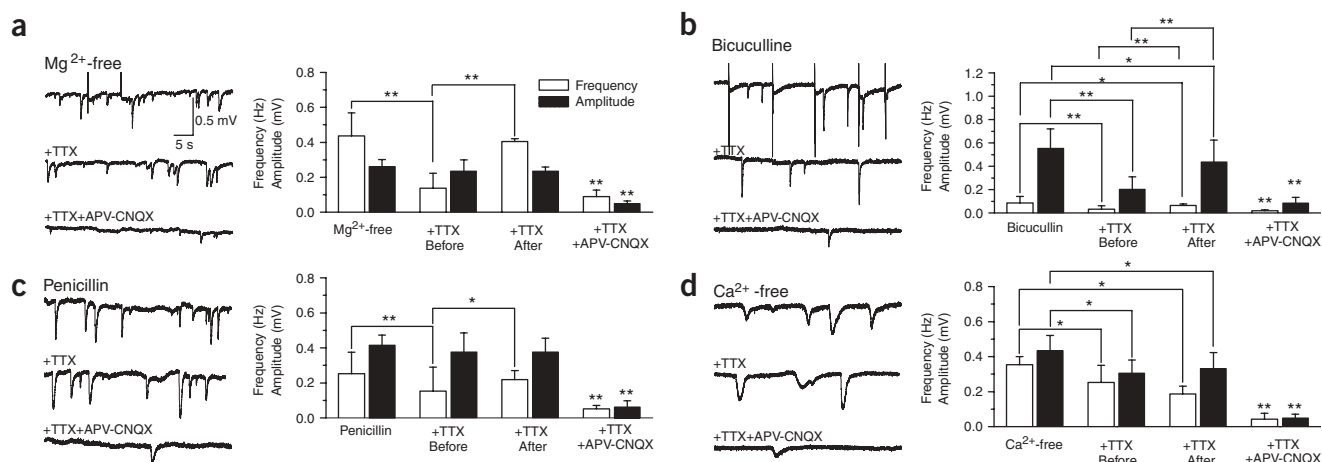 a
Mg2+-free
0.5 mV
5 s
+TTX
+TTX+APV-CNQX
Frequency (Hz)
Amplitude (mV)
0.8
0.6
0.4
0.2
0.0
**
**
Frequency
Amplitude
**
**
Mg2+-free
+TTX
Before
+TTX
After
+TTX
+APV-CNQX
b
Bicuculline
+TTX
+TTX+APV-CNQX
Frequency (Hz)
Amplitude (mV)
1.2
1.0
0.8
0.6
0.4
0.2
0.0
**
**
*
*
**
**
**
**
Bicucullin
+TTX
Before
+TTX
After
+TTX
+APV-CNQX
c
Penicillin
+TTX
+TTX+APV-CNQX
Frequency (Hz)
Amplitude (mV)
0.8
0.6
0.4
0.2
0.0
**
*
**
**
Penicillin
+TTX
Before
+TTX
After
+TTX
+APV-CNQX
d
Ca2+ -free
+TTX
+TTX+APV-CNQX
Frequency (Hz)
Amplitude (mV)
0.8
0.6
0.4
0.2
0.0
*
*
*
*
**
**
Ca2+-free
+TTX
Before
+TTX
After
+TTX
+APV-CNQX